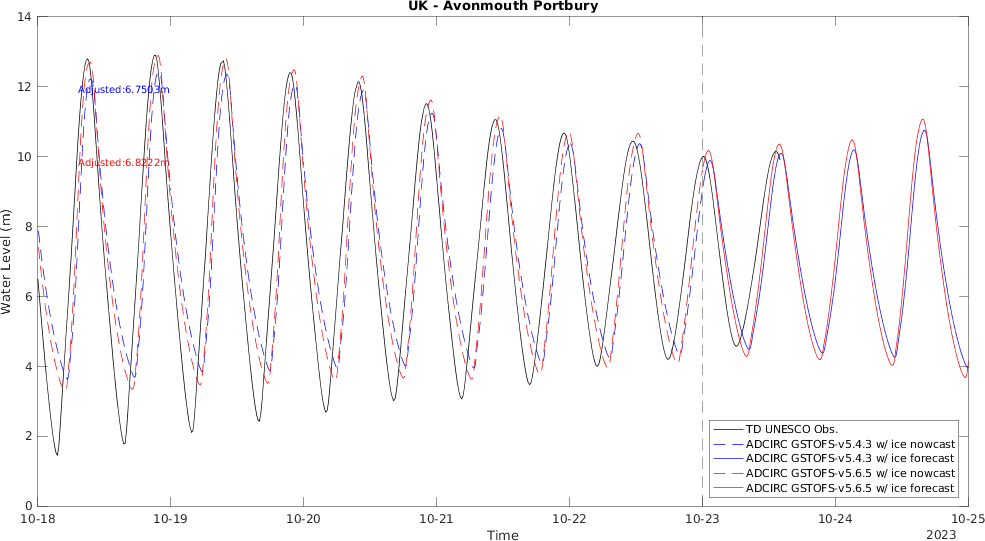 UK - Avonmouth Portbury
14
12
10
8
6
4
2
0
Water Level (m)
Adjusted:6.7503m
Adjusted:6.8222m
TD UNESCO Obs.
ADCIRC GSTOFS-v5.4.3 w/ ice nowcast
ADCIRC GSTOFS-v5.4.3 w/ ice forecast
ADCIRC GSTOFS-v5.6.5 w/ ice nowcast
ADCIRC GSTOFS-v5.6.5 w/ ice forecast
10-18 10-19 10-20 10-21 10-22 10-23 10-24 10-25
Time
2023